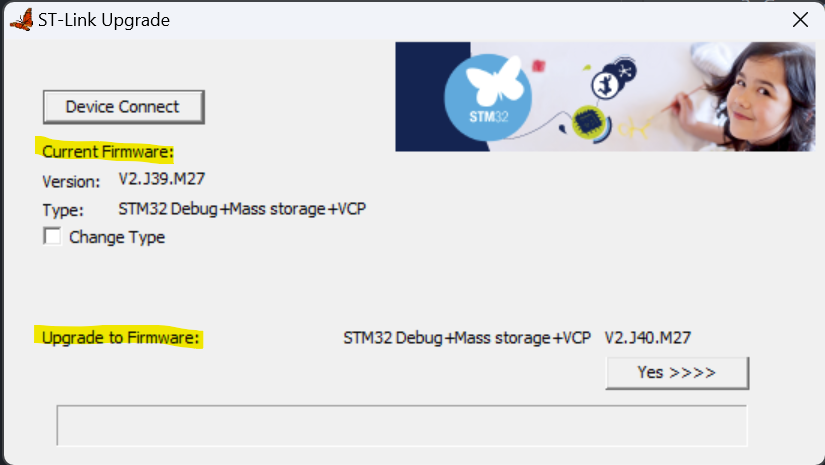 ST-Link Upgrade
STM32
Device Connect
Current Firmware:
Version: V2.J39.M27
Type: STM32 Debug+Mass storage+VCP
Change Type
Upgrade to Firmware: STM32 Debug+Mass storage+VCP V2.J40.M27
Yes >>>>